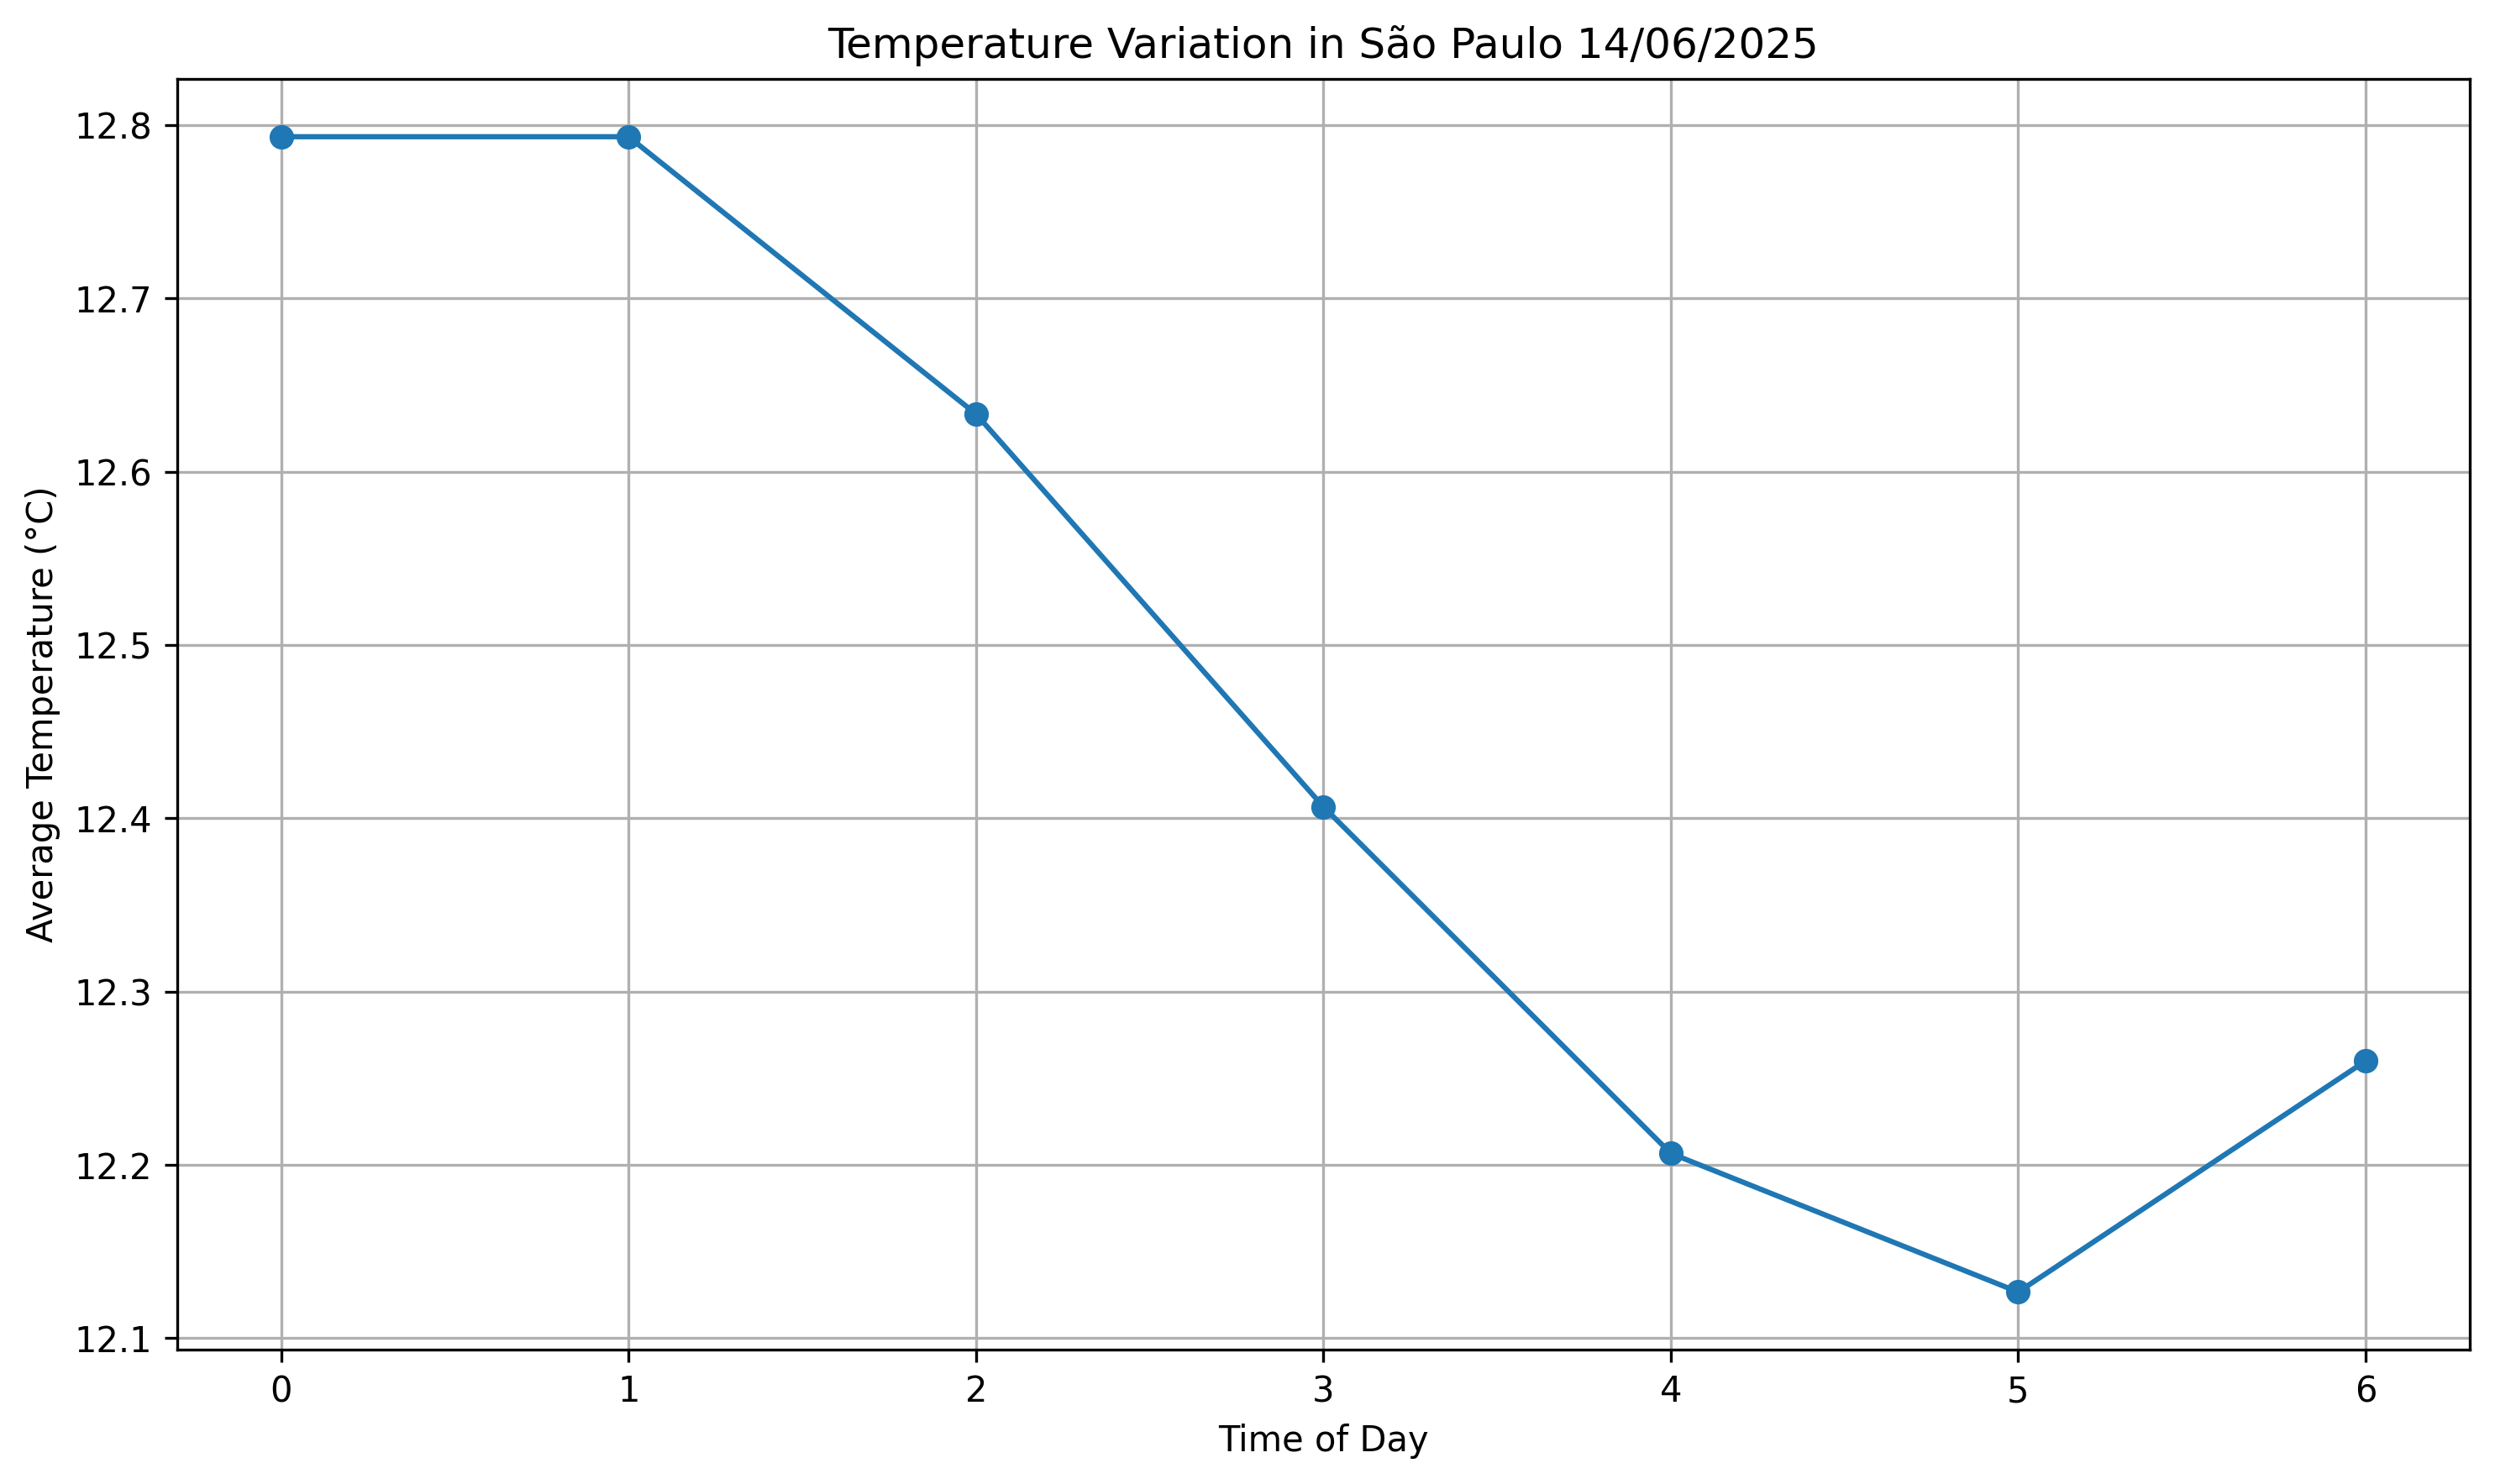 Temperature Variation in São Paulo 14/06/2025
Average Temperature (°C)
12.8
12.7
12.6
12.5
12.4
12.3
12.2
12.1
0 1 2 3 4 5 6
Time of Day